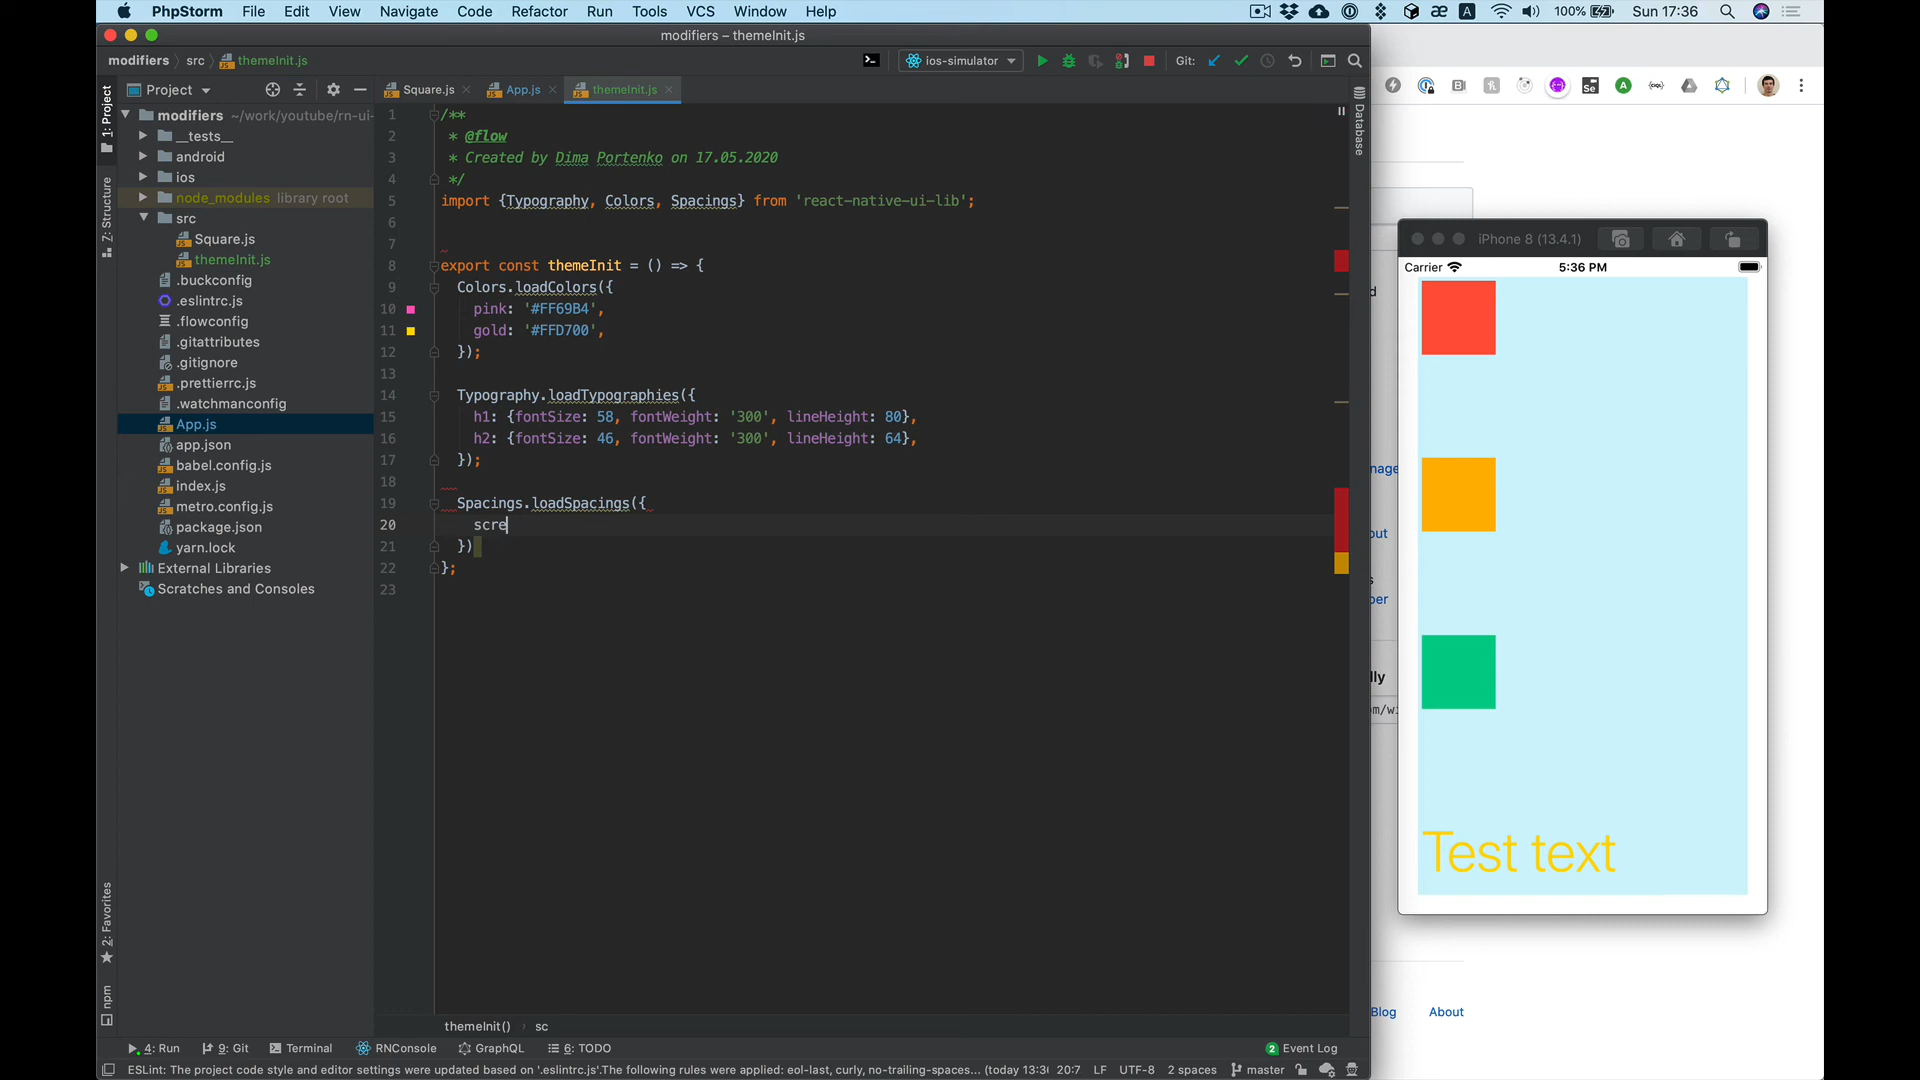 PhpStorm File Edit View Navigate Code Refactor Run Tools VCS Window Help
100% Sun 17:36
modifiers – themeInit.js
modifiers src themeInit.js
ios-simulator Git:
Project
Square.js App.js themeInit.js
1: Project
7: Structure
2: Favorites
npm
Database
modifiers ~/work/youtube/rn-ui-
__tests__
android
ios
node_modules library root
src
Square.js
themeInit.js
.buckconfig
.eslintrc.js
.flowconfig
.gitattributes
.gitignore
.prettierrc.js
.watchmanconfig
App.js
app.json
babel.config.js
index.js
metro.config.js
package.json
yarn.lock
External Libraries
Scratches and Consoles
1 /**
2 * @flow
3 * Created by Dima Portenko on 17.05.2020
4 */
5 import {Typography, Colors, Spacings} from 'react-native-ui-lib';
6
7
8 export const themeInit = () => {
9 Colors.loadColors({
10 pink: '#FF69B4',
11 gold: '#FFD700',
12 });
13
14 Typography.loadTypographies({
15 h1: {fontSize: 58, fontWeight: '300', lineHeight: 80},
16 h2: {fontSize: 46, fontWeight: '300', lineHeight: 64},
17 });
18
19 Spacings.loadSpacings({
20 scre
21 })
22 };
23
themeInit() sc
4: Run 9: Git Terminal RNConsole GraphQL 6: TODO
2 Event Log
ESLint: The project code style and editor settings were updated based on '.eslintrc.js'.The following rules were applied: eol-last, curly, no-trailing-spaces... (today 13:3 20:7 LF UTF-8 2 spaces master
iPhone 8 (13.4.1)
Carrier 5:36 PM
Test text
Blog About